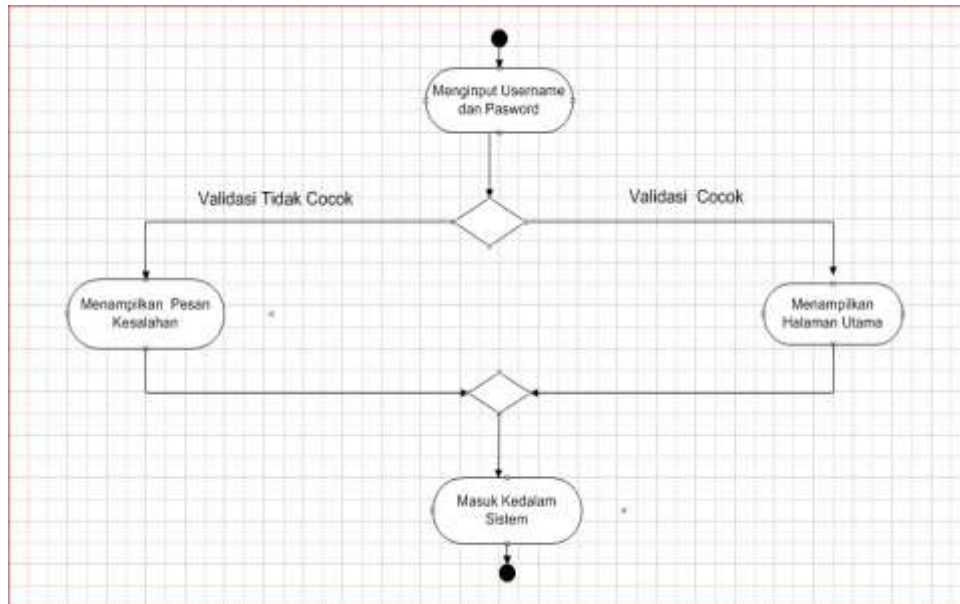 Menginput Username
dan Pasword
Validasi Tidak Cocok
Validasi Cocok
Menampilkan Pesan
Kesalahan
Menampilkan
Halaman Utama
Masuk Kedalam
Sistem